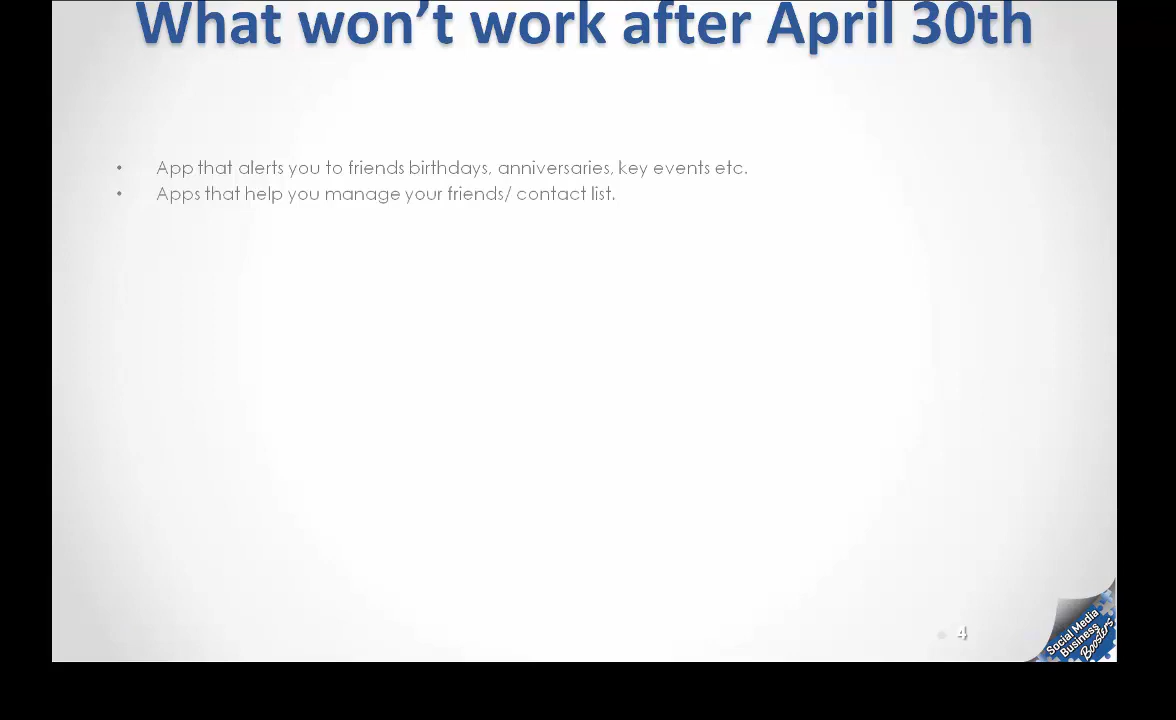 What won’t work after April 30th
• App that alerts you to friends birthdays, anniversaries, key events etc.
• Apps that help you manage your friends/ contact list.
4
Social Media
Business
Boosters